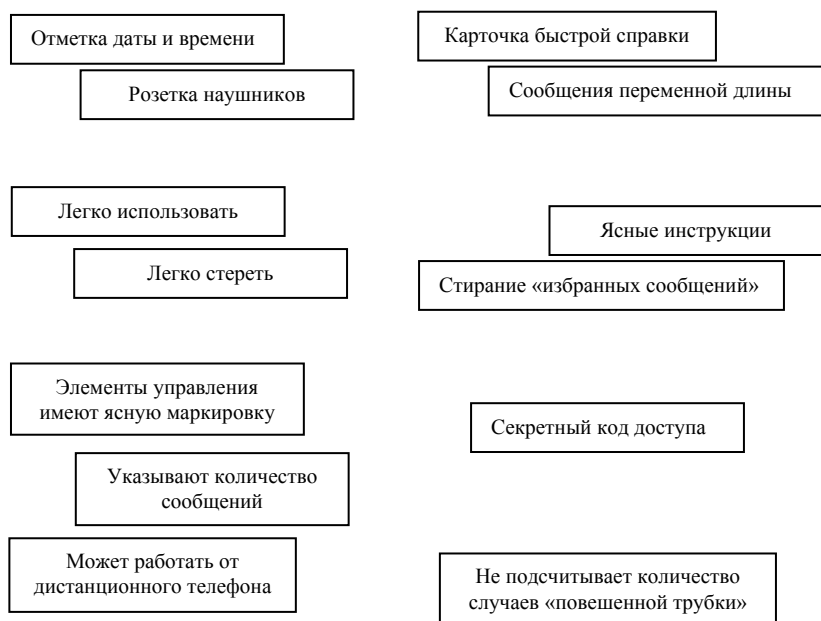 Отметка даты и времени
Розетка наушников
Легко использовать
Легко стереть
Элементы управления
имеют ясную маркировку
Указывают количество
сообщений
Может работать от
дистанционного телефона
Карточка быстрой справки
Сообщения переменной длины
Ясные инструкции
Стирание «избранных сообщений»
Секретный код доступа
Не подсчитывает количество
случаев «повешенной трубки»